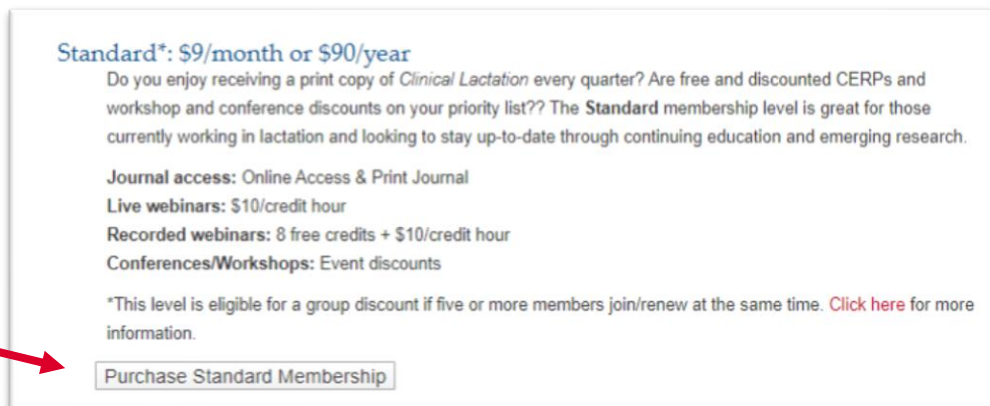 Standard*: $9/month or $90/year
Do you enjoy receiving a print copy of Clinical Lactation every quarter? Are free and discounted CERPs and
workshop and conference discounts on your priority list?? The Standard membership level is great for those
currently working in lactation and looking to stay up-to-date through continuing education and emerging research.
Journal access: Online Access & Print Journal
Live webinars: $10/credit hour
Recorded webinars: 8 free credits + $10/credit hour
Conferences/Workshops: Event discounts
*This level is eligible for a group discount if five or more members join/renew at the same time. Click here for more
information.
Purchase Standard Membership